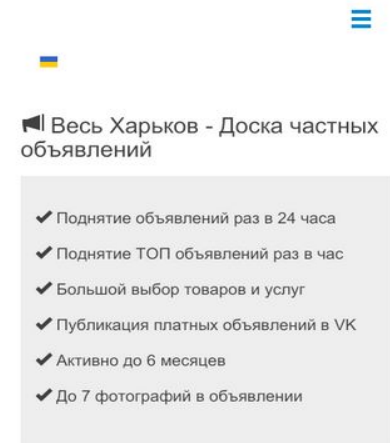 Весь Харьков - Доска частных
объявлений
Поднятие объявлений раз в 24 часа
Поднятие ТОП объявлений раз в час
Большой выбор товаров и услуг
Публикация платных объявлений в VK
Активно до 6 месяцев
До 7 фотографий в объявлении